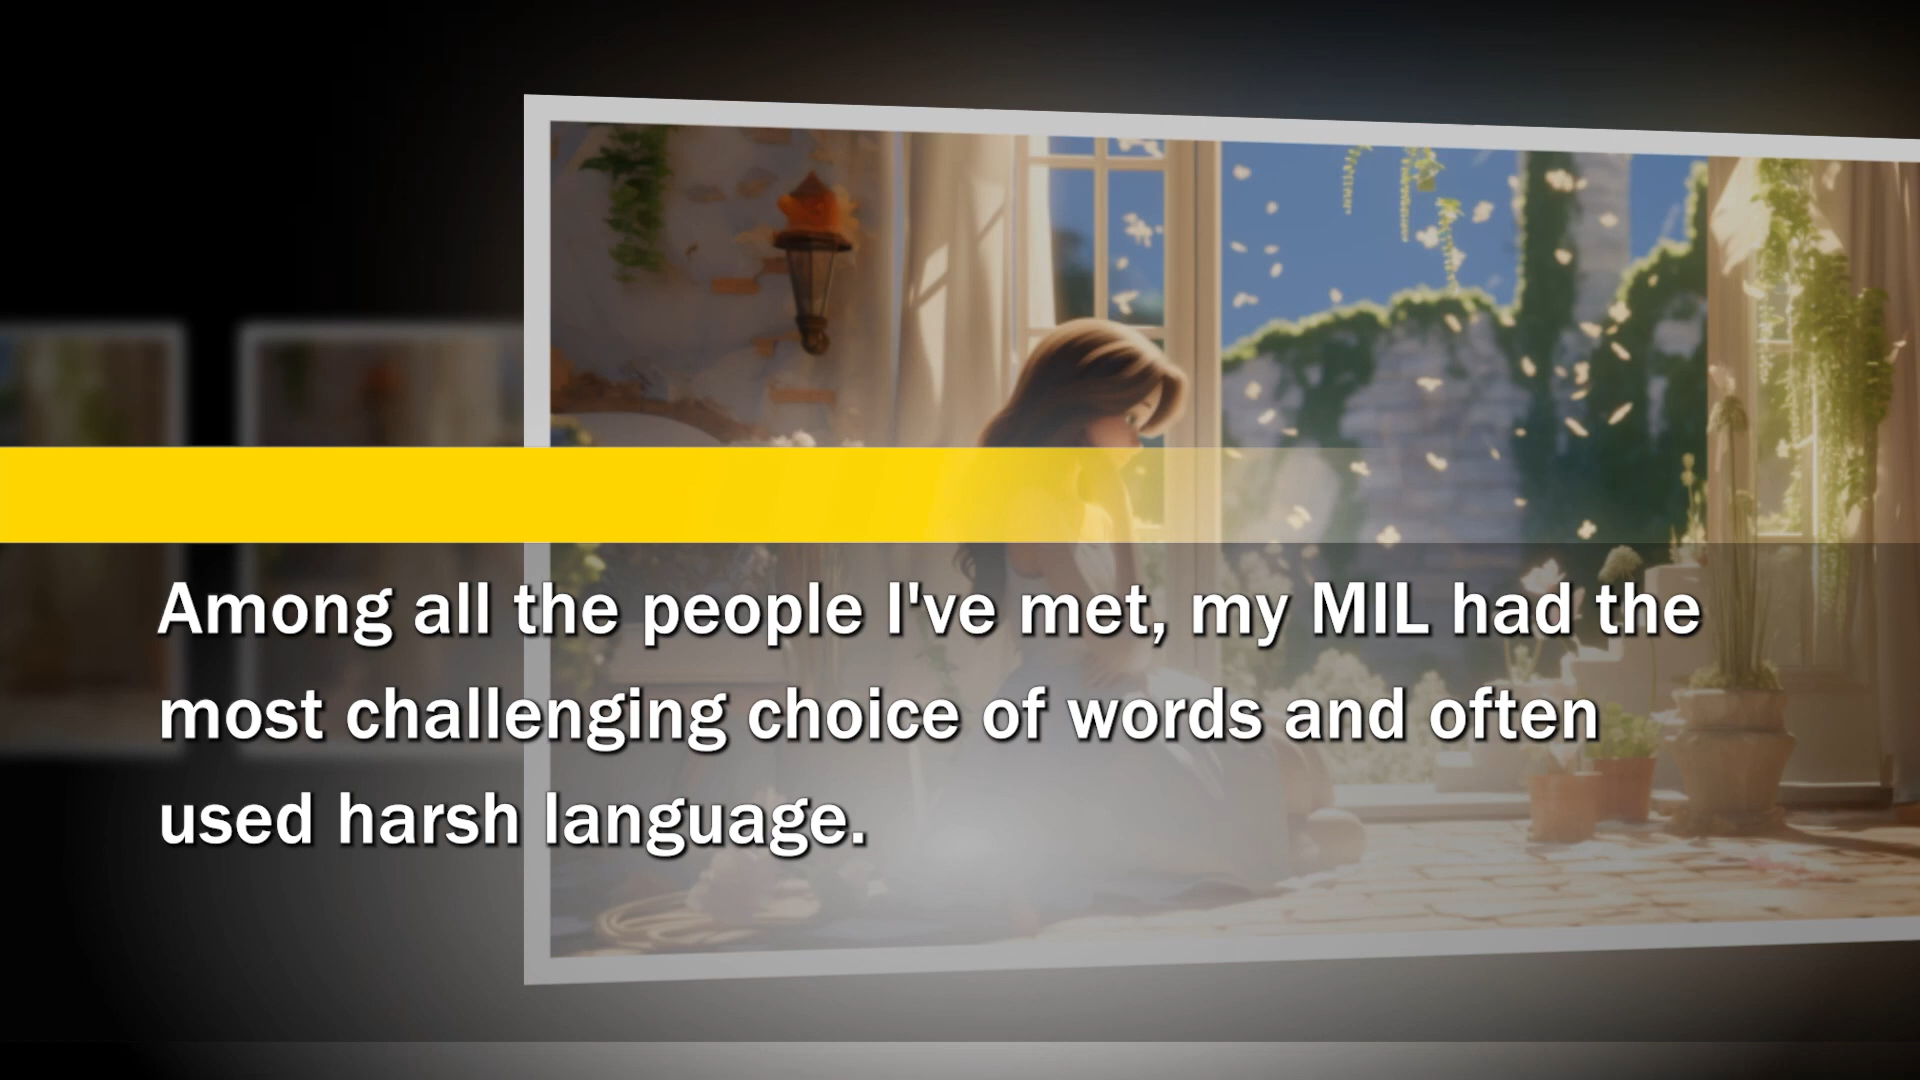 Among all the people I've met, my MIL had the
most challenging choice of words and often
used harsh language.